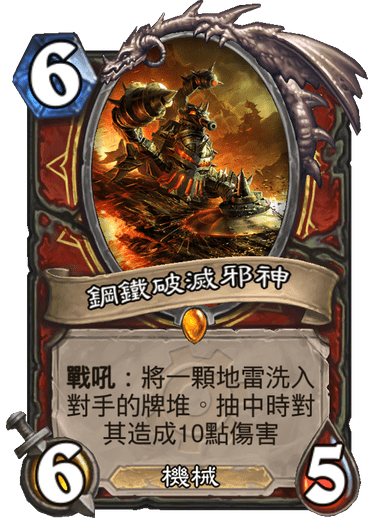 6
鋼鐵破滅邪神
戰吼：將一顆地雷洗入
對手的牌堆。抽中時對
其造成10點傷害
6
機械
5